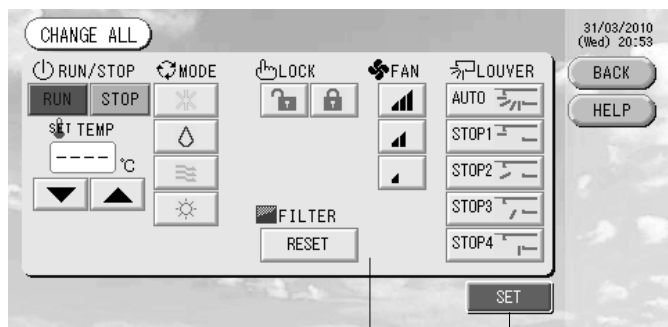 CHANGE ALL
31/03/2010
(Wed) 20:53
RUN/STOP
MODE
LOCK
FAN
LOUVER
BACK
RUN
STOP
AUTO
HELP
SET TEMP
STOP1
---- °C
STOP2
STOP3
FILTER
RESET
STOP4
SET